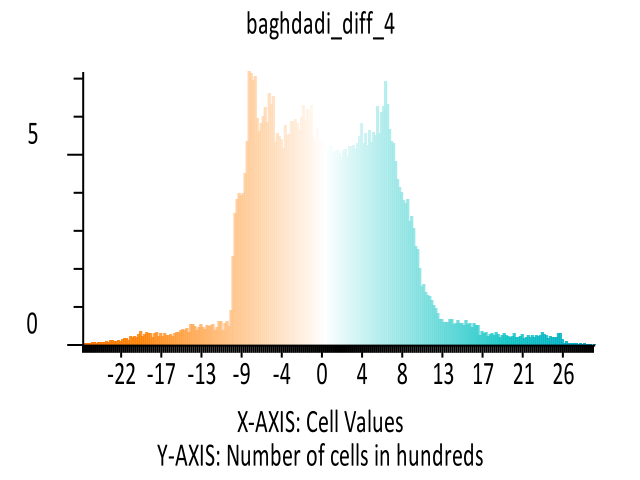 baghdadi_diff_4
5
0
-22 -17 -13 -9 -4 0 4 8 13 17 21 26
X-AXIS: Cell Values
Y-AXIS: Number of cells in hundreds